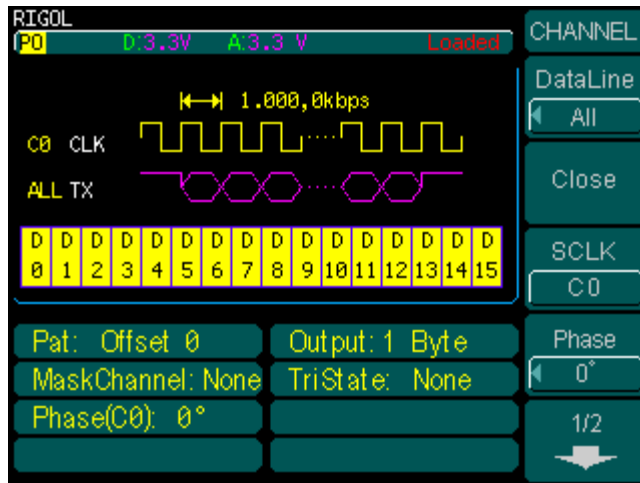 RIGOL
P0 D:3.3V A:3.3 V Loaded
1.000,0kbps
C0 CLK
ALL TX
D D D D D D D D D D D D D D D D
0 1 2 3 4 5 6 7 8 9 10 11 12 13 14 15
Pat: Offset 0 Output: 1 Byte
MaskChannel: None TriState: None
Phase(C0): 0°
CHANNEL
DataLine
All
Close
SCLK
C0
Phase
0°
1/2